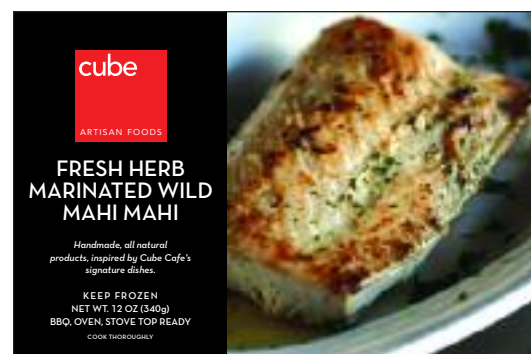 cube
ARTISAN FOODS
FRESH HERB
MARINATED WILD
MAHI MAHI
Handmade, all natural
products, inspired by Cube Cafe's
signature dishes.
KEEP FROZEN
NET WT. 12 OZ (340g)
BBQ, OVEN, STOVE TOP READY
COOK THOROUGHLY